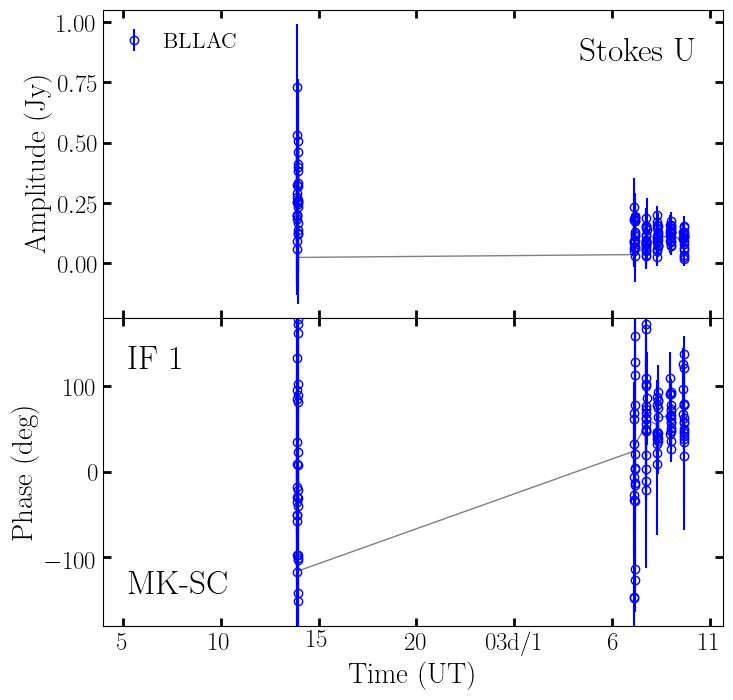 1.00
BLLAC
Stokes U
0.75
0.50
0.25
0.00
Amplitude (Jy)
IF 1
100
0
−100
Phase (deg)
MK-SC
5 10 15 20 03d/1 6 11
Time (UT)